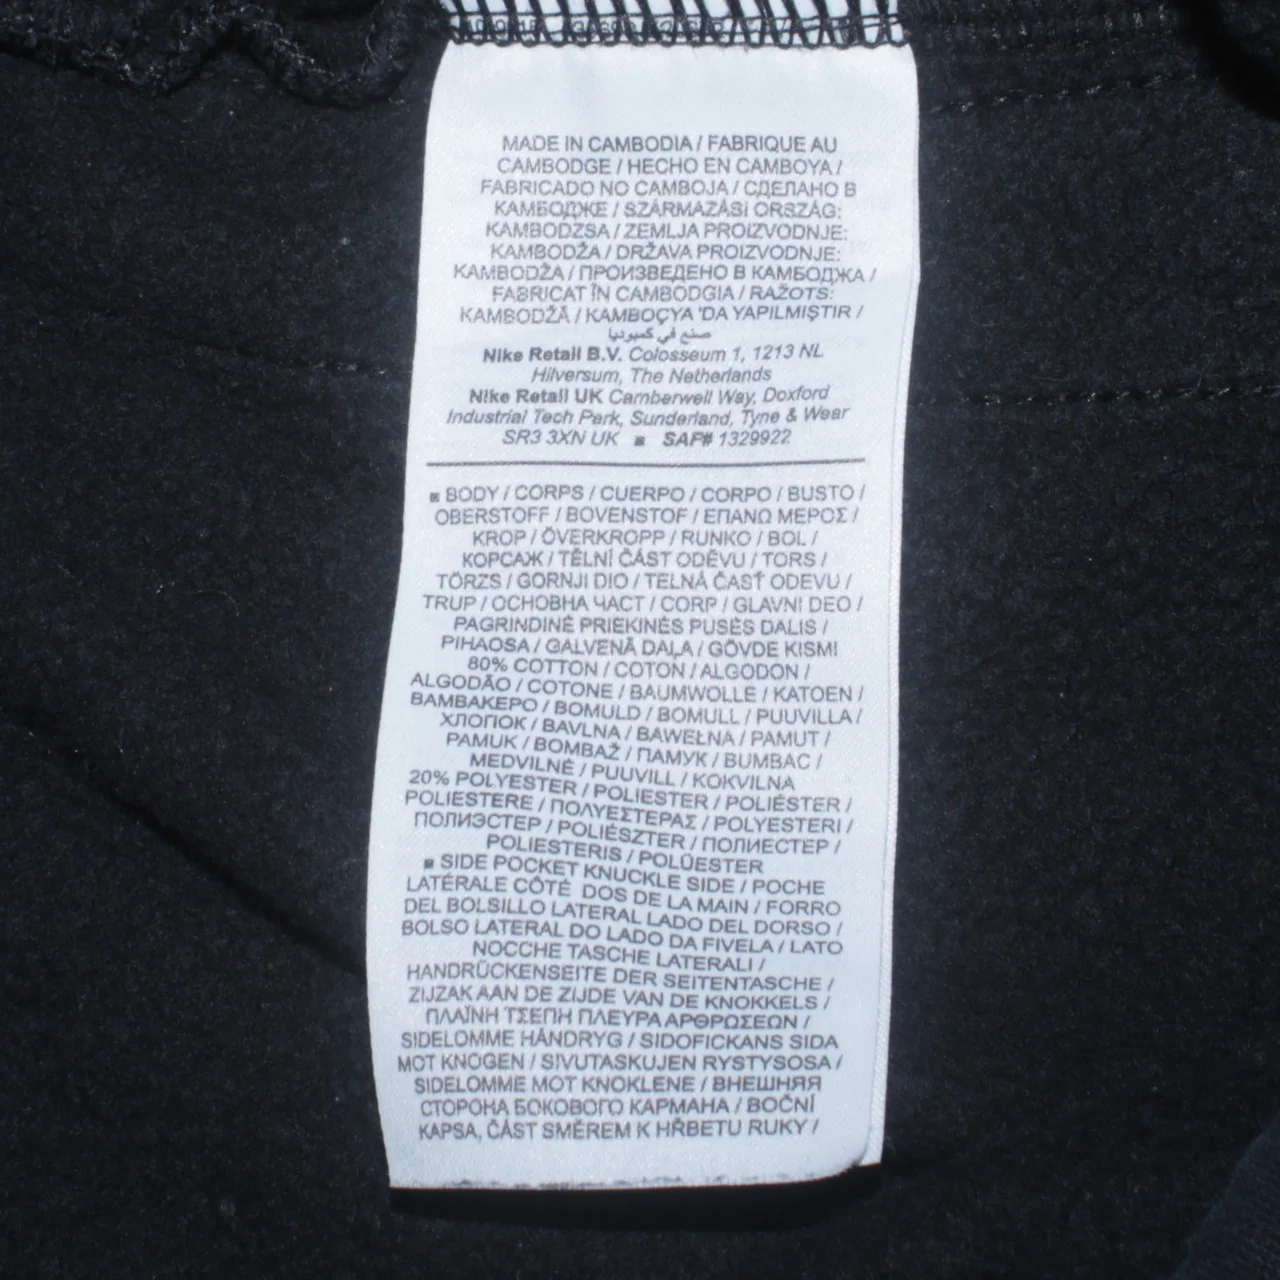 MADE IN CAMBODIA / FABRIQUE AU
CAMBODGE / HECHO EN CAMBOYA /
FABRICADO NO CAMBOJA / СДЕЛАНО В
КАМБОДЖЕ / SZÁRMAZÁSI ORSZÁG:
KAMBODZSA / ZEMLJA PROIZVODNJE:
KAMBODŽA / DRŽAVA PROIZVODNJE:
KAMBODŽA / ПРОИЗВЕДЕНО В КАМБОДЖА /
FABRICAT ÎN CAMBODGIA / RAŽOTS:
KAMBODŽĀ / KAMBOÇYA 'DA YAPILMIŞTIR /
صنع في كمبوديا
Nike Retail B.V. Colosseum 1, 1213 NL
Hilversum, The Netherlands
Nike Retail UK Camberwell Way, Doxford
Industrial Tech Park, Sunderland, Tyne & Wear
SR3 3XN UK ■ SAF# 1329922
■ BODY / CORPS / CUERPO / CORPO / BUSTO /
OBERSTOFF / BOVENSTOF / ΕΠΑΝΩ ΜΕΡΟΣ /
KROP / ÖVERKROPP / RUNKO / BOL /
КОРСАЖ / TĚLNÍ ČÁST ODĚVU / TORS /
TÖRZS / GORNJI DIO / TELNÁ ČASŤ ODEVU /
TRUP / ОСНОВНА ЧАСТ / CORP / GLAVNI DEO /
PAGRINDINĖ PRIEKINĖS PUSĖS DALIS /
PIHAOSA / GALVENĀ DAĻA / GÖVDE KISMI
80% COTTON / COTON / ALGODON /
ALGODÃO / COTONE / BAUMWOLLE / KATOEN /
ΒΑΜΒΑΚΕΡΟ / BOMULD / BOMULL / PUUVILLA /
ХЛОПОК / BAVLNA / BAWEŁNA / PAMUT /
PAMUK / BOMBAŽ / ПАМУК / BUMBAC /
MEDVILNĖ / PUUVILL / KOKVILNA
20% POLYESTER / POLIESTER / POLIÉSTER /
POLIESTERE / ΠΟΛΥΕΣΤΕΡΑΣ / POLYESTERI /
ПОЛИЭСТЕР / POLIÉSZTER / ПОЛИЕСТЕР /
POLIESTERIS / POLÜESTER
■ SIDE POCKET KNUCKLE SIDE / POCHE
LATÉRALE CÔTÉ DOS DE LA MAIN / FORRO
DEL BOLSILLO LATERAL LADO DEL DORSO /
BOLSO LATERAL DO LADO DA FIVELA / LATO
NOCCHE TASCHE LATERALI /
HANDRÜCKENSEITE DER SEITENTASCHE /
ZIJZAK AAN DE ZIJDE VAN DE KNOKKELS /
ΠΛΑΪΝΗ ΤΣΕΠΗ ΠΛΕΥΡΑ ΑΡΘΡΩΣΕΩΝ /
SIDELOMME HÅNDRYG / SIDOFICKANS SIDA
MOT KNOGEN / SIVUTASKUJEN RYSTYSOSA /
SIDELOMME MOT KNOKLENE / ВНЕШНЯЯ
СТОРОНА БОКОВОГО КАРМАНА / BOČNÍ
KAPSA, ČÁST SMĚREM K HŘBETU RUKY /